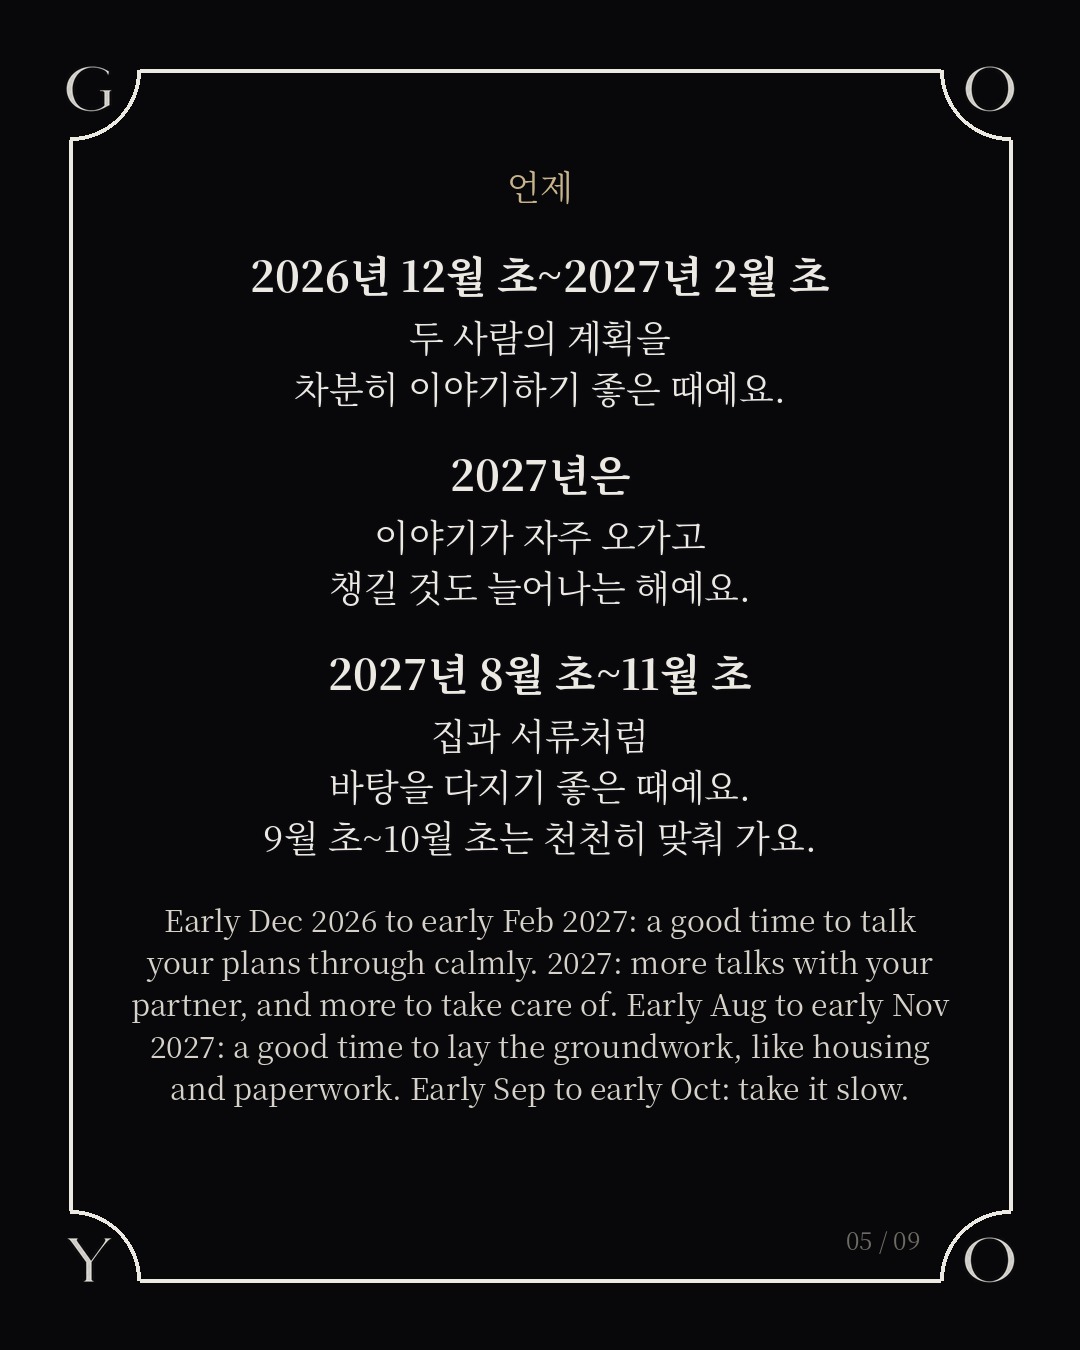 G O
언제
2026년 12월 초~2027년 2월 초
두 사람의 계획을
차분히 이야기하기 좋은 때예요.
2027년은
이야기가 자주 오가고
챙길 것도 늘어나는 해예요.
2027년 8월 초~11월 초
집과 서류처럼
바탕을 다지기 좋은 때예요.
9월 초~10월 초는 천천히 맞춰 가요.
Early Dec 2026 to early Feb 2027: a good time to talk
your plans through calmly. 2027: more talks with your
partner, and more to take care of. Early Aug to early Nov
2027: a good time to lay the groundwork, like housing
and paperwork. Early Sep to early Oct: take it slow.
05 / 09
Y O